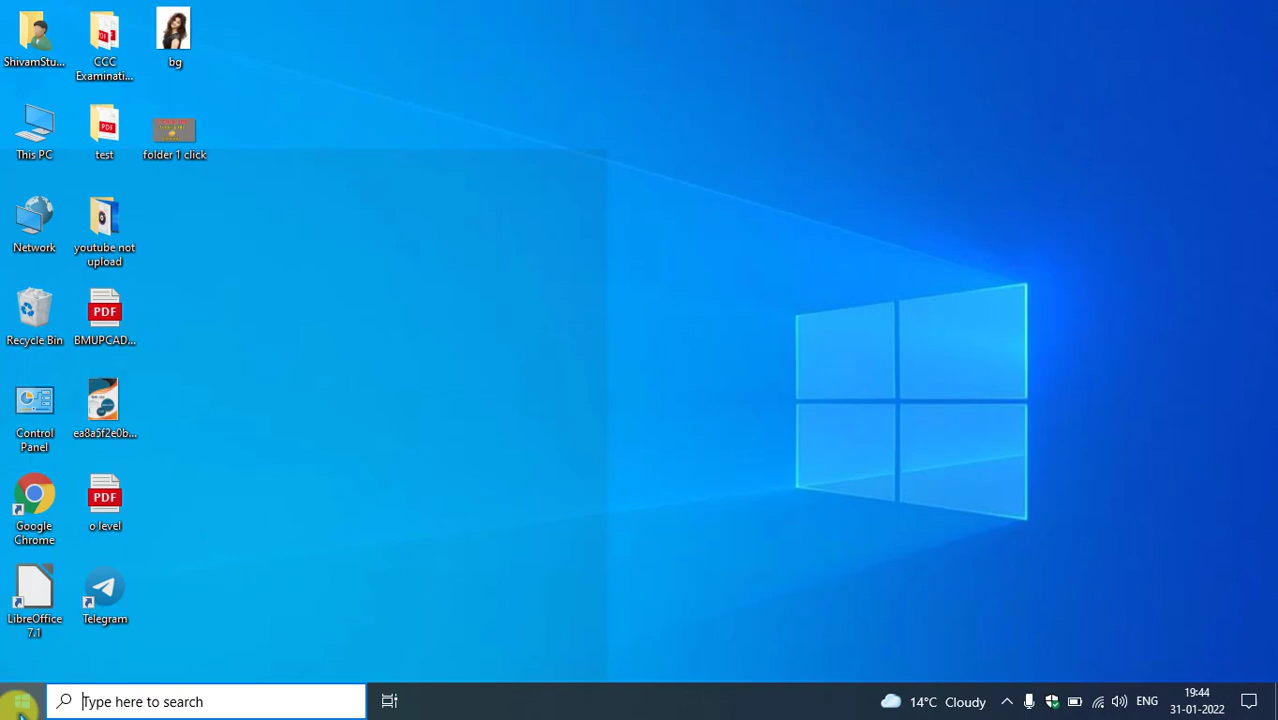 ShivamStu...
CCC
Examinati...
bg
This PC
test
folder 1 click
Network
youtube not
upload
Recycle Bin
PDF
BMUPCAD...
Control
Panel
ea8a5f2e0b...
Google
Chrome
PDF
o level
LibreOffice
7.1
Telegram
Type here to search
14°C Cloudy
ENG
19:44
31-01-2022